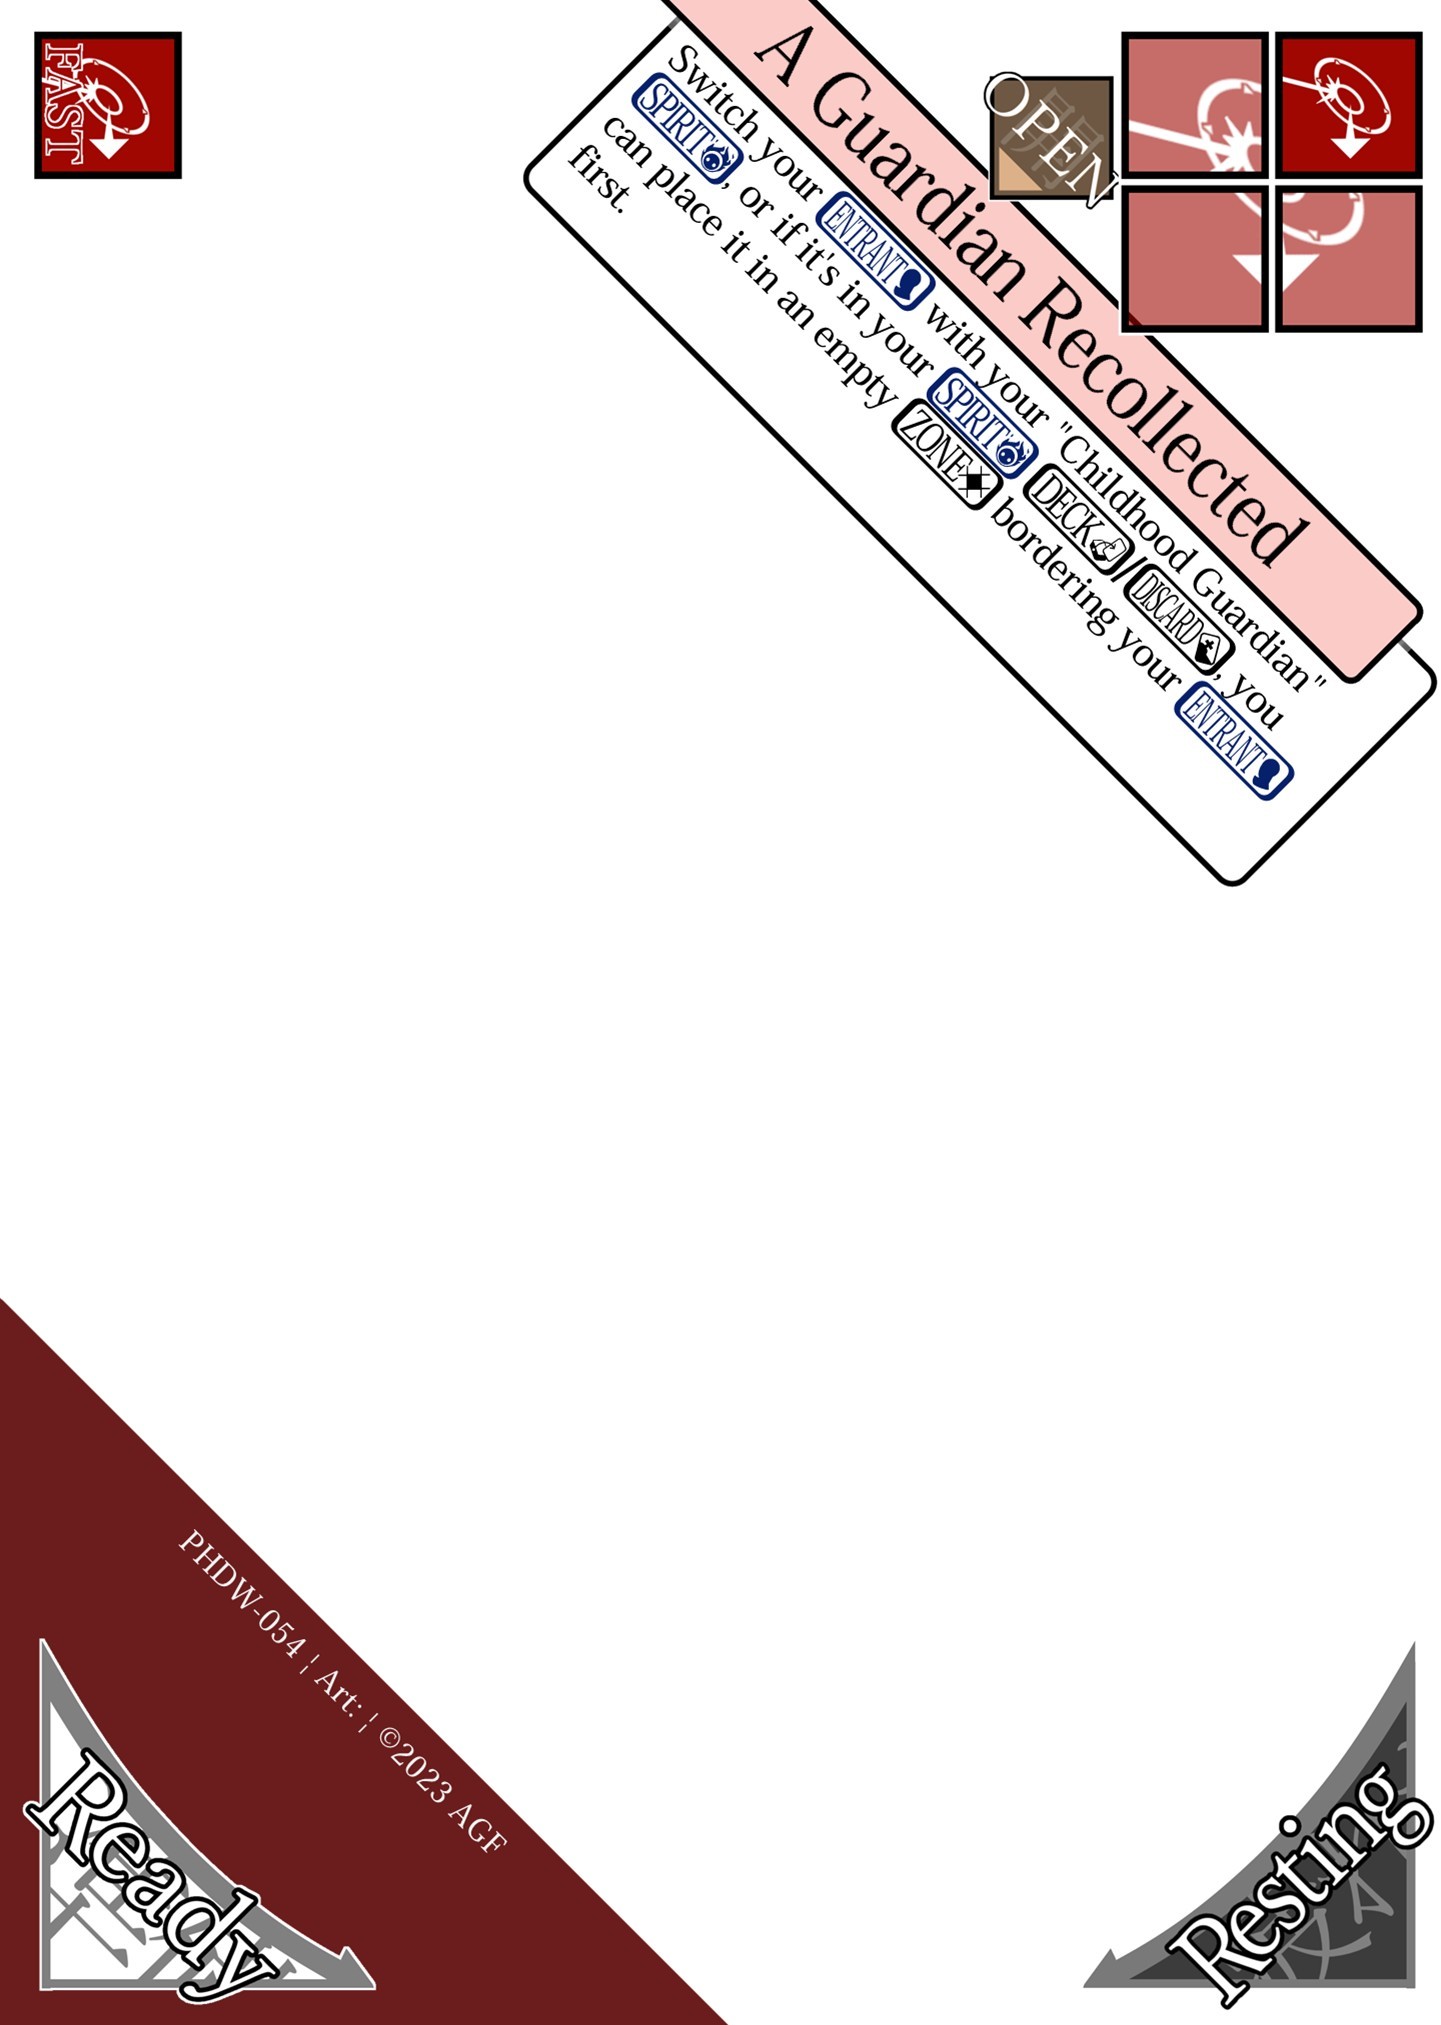 FAST
A Guardian Recollected
OPEN
開
Switch your ENTRANT with your "Childhood Guardian"
SPIRIT, or if it's in your SPIRIT DECK/DISCARD, you
can place it in an empty ZONE bordering your ENTRANT
first.
PHDW-054 ¦ Art: ¦ ©2023 AGF
Ready
Resting